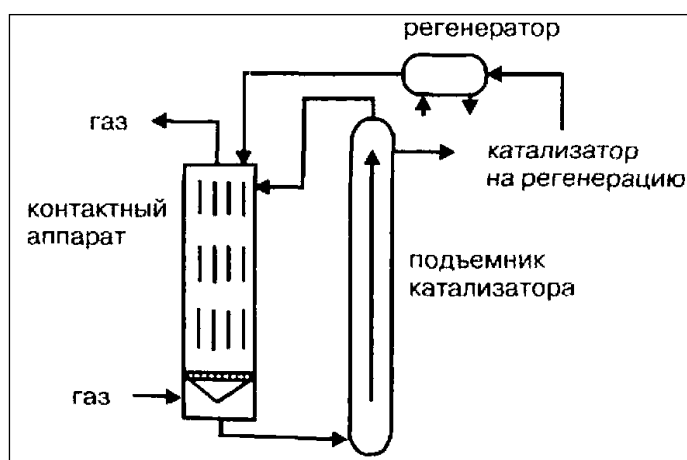 регенератор
газ
катализатор
на регенерацию
контактный
аппарат
подъемник
катализатора
газ